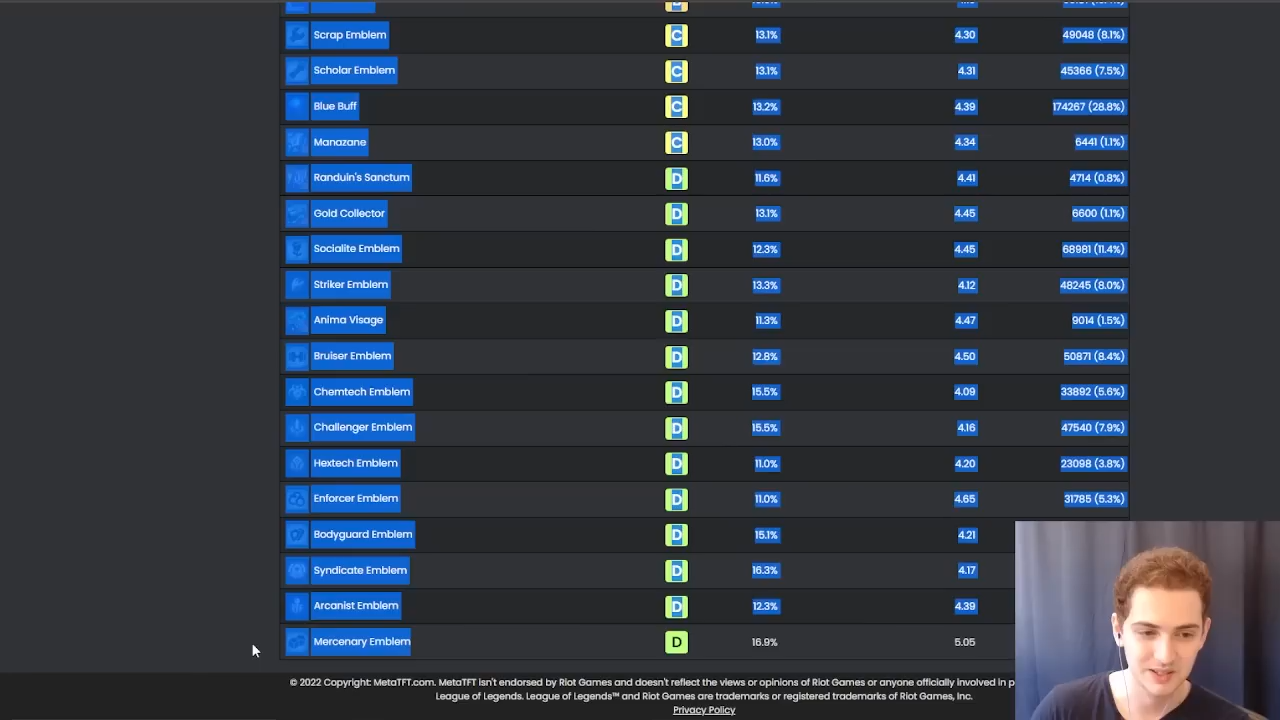 Scrap Emblem C 13.1% 4.30 49048 (8.1%)
Scholar Emblem C 13.1% 4.31 45366 (7.5%)
Blue Buff C 13.2% 4.39 174267 (28.8%)
Manazane C 13.0% 4.34 6441 (1.1%)
Randuin's Sanctum D 11.6% 4.41 4714 (0.8%)
Gold Collector D 13.1% 4.45 6600 (1.1%)
Socialite Emblem D 12.3% 4.45 68981 (11.4%)
Striker Emblem D 13.3% 4.12 48245 (8.0%)
Anima Visage D 11.3% 4.47 9014 (1.5%)
Bruiser Emblem D 12.8% 4.50 50871 (8.4%)
Chemtech Emblem D 15.5% 4.09 33892 (5.6%)
Challenger Emblem D 15.5% 4.16 47540 (7.9%)
Hextech Emblem D 11.0% 4.20 23098 (3.8%)
Enforcer Emblem D 11.0% 4.65 31785 (5.3%)
Bodyguard Emblem D 15.1% 4.21
Syndicate Emblem D 16.3% 4.17
Arcanist Emblem D 12.3% 4.39
Mercenary Emblem D 16.9% 5.05
© 2022 Copyright: MetaTFT.com. MetaTFT isn't endorsed by Riot Games and doesn't reflect the views or opinions of Riot Games or anyone officially involved in
League of Legends. League of Legends™ and Riot Games are trademarks or registered trademarks of Riot Games, Inc.
Privacy Policy